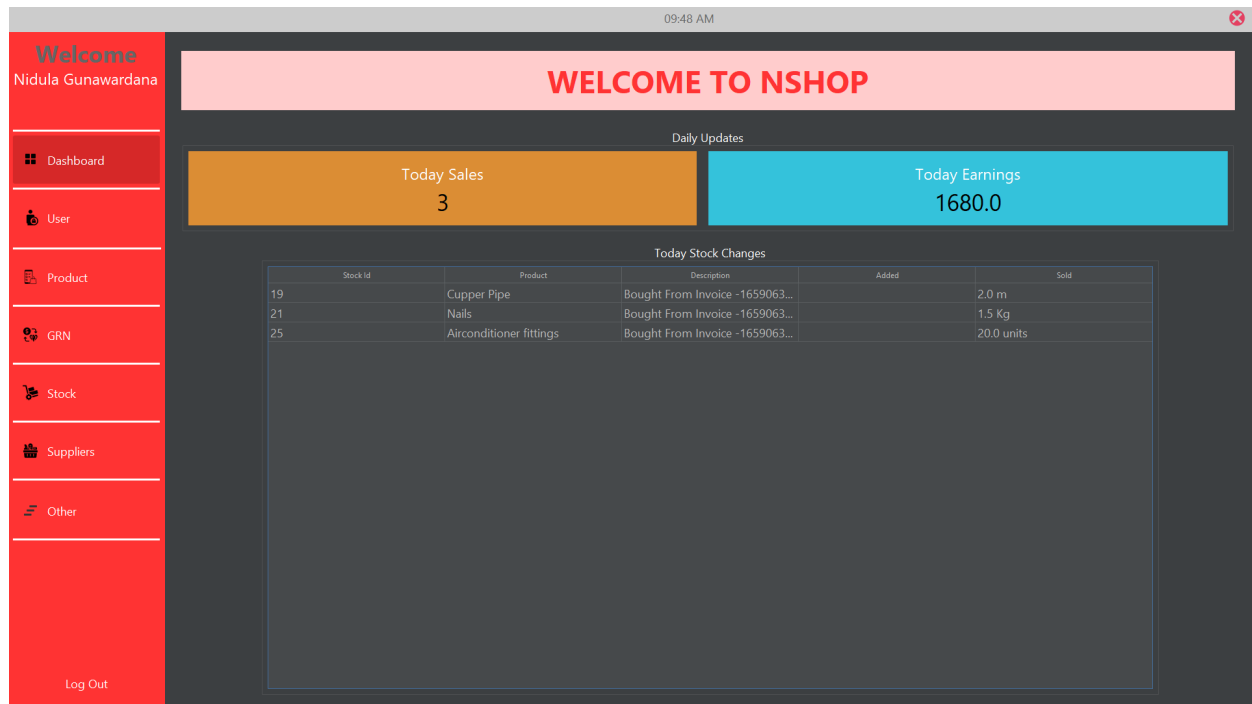 09:48 AM
Welcome
Nidula Gunawardana
Dashboard
User
Product
GRN
Stock
Suppliers
Other
Log Out
WELCOME TO NSHOP
Daily Updates
Today Sales
3
Today Earnings
1680.0
Today Stock Changes
Stock Id Product Description Added Sold
19 Cupper Pipe Bought From Invoice -1659063... 2.0 m
21 Nails Bought From Invoice -1659063... 1.5 Kg
25 Airconditioner fittings Bought From Invoice -1659063... 20.0 units